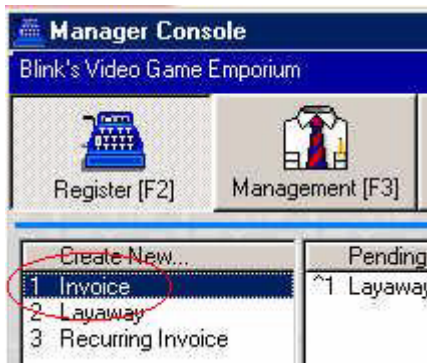 Manager Console
Blink's Video Game Emporium
Register [F2]
Management [F3]
Create New...
1 Invoice
2 Layaway
3 Recurring Invoice
Pending
^1 Layaway